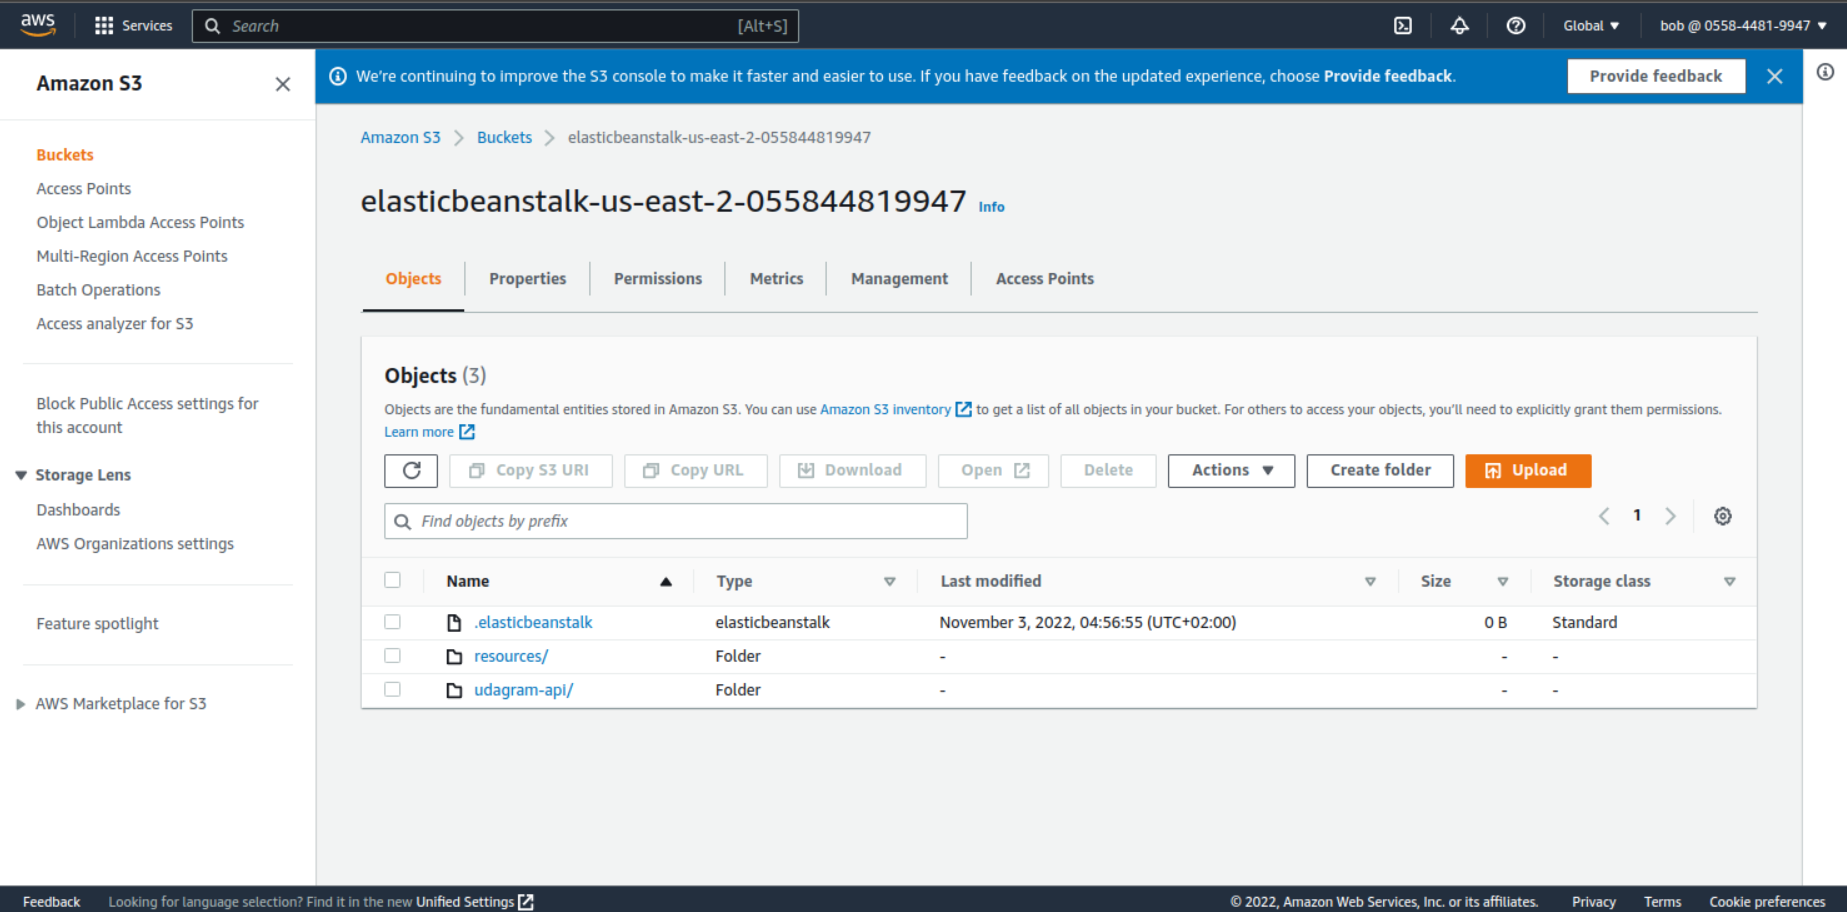 aws
Services
Search [Alt+S]
Global
bob @ 0558-4481-9947
Amazon S3
We're continuing to improve the S3 console to make it faster and easier to use. If you have feedback on the updated experience, choose Provide feedback.
Provide feedback
Buckets
Access Points
Object Lambda Access Points
Multi-Region Access Points
Batch Operations
Access analyzer for S3
Block Public Access settings for
this account
Storage Lens
Dashboards
AWS Organizations settings
Feature spotlight
AWS Marketplace for S3
Amazon S3 Buckets elasticbeanstalk-us-east-2-055844819947
elasticbeanstalk-us-east-2-055844819947 Info
Objects Properties Permissions Metrics Management Access Points
Objects (3)
Objects are the fundamental entities stored in Amazon S3. You can use Amazon S3 inventory to get a list of all objects in your bucket. For others to access your objects, you'll need to explicitly grant them permissions.
Learn more
Copy S3 URI Copy URL Download Open Delete Actions Create folder Upload
Find objects by prefix
1
Name Type Last modified Size Storage class
.elasticbeanstalk elasticbeanstalk November 3, 2022, 04:56:55 (UTC+02:00) 0 B Standard
resources/ Folder - - -
udagram-api/ Folder - - -
Feedback Looking for language selection? Find it in the new Unified Settings © 2022, Amazon Web Services, Inc. or its affiliates. Privacy Terms Cookie preferences